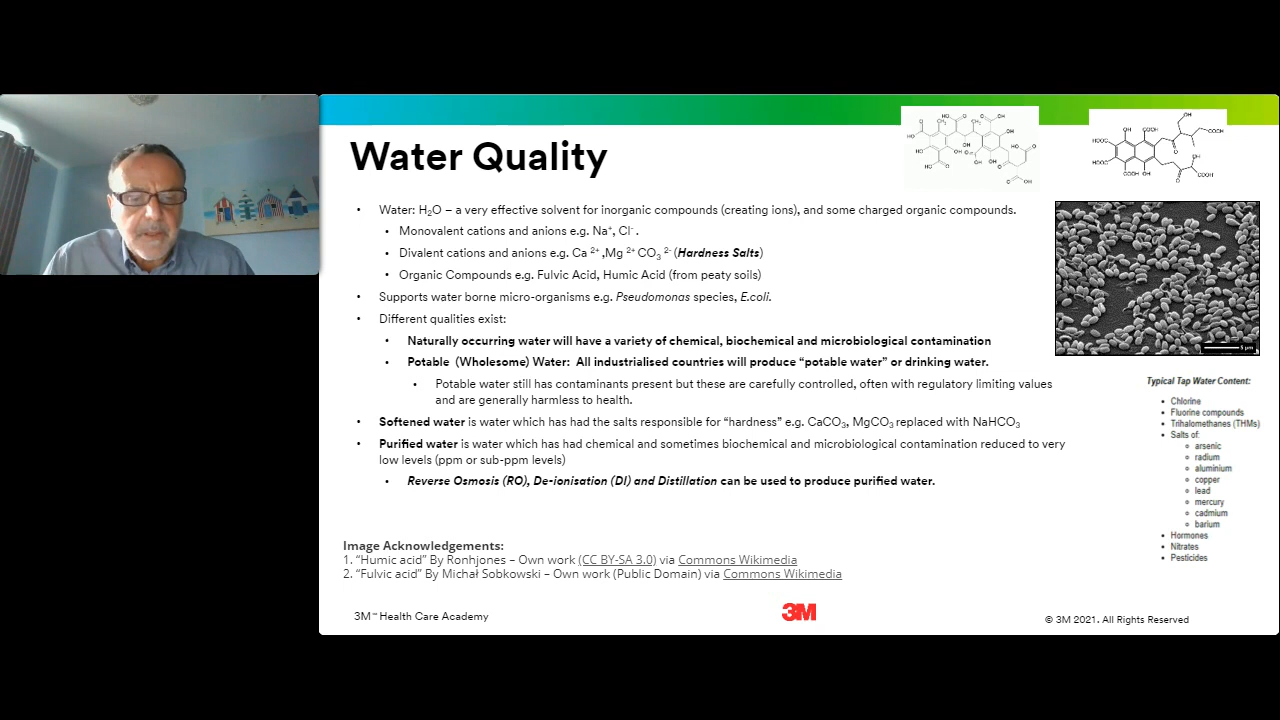 Water Quality
• Water: H₂O – a very effective solvent for inorganic compounds (creating ions), and some charged organic compounds.
• Monovalent cations and anions e.g. Na⁺, Cl⁻ .
• Divalent cations and anions e.g. Ca ²⁺ ,Mg ²⁺ CO₃ ²⁻ (Hardness Salts)
• Organic Compounds e.g. Fulvic Acid, Humic Acid (from peaty soils)
• Supports water borne micro-organisms e.g. Pseudomonas species, E.coli.
• Different qualities exist:
• Naturally occurring water will have a variety of chemical, biochemical and microbiological contamination
• Potable (Wholesome) Water: All industrialised countries will produce “potable water” or drinking water.
• Potable water still has contaminants present but these are carefully controlled, often with regulatory limiting values
and are generally harmless to health.
• Softened water is water which has had the salts responsible for “hardness” e.g. CaCO₃, MgCO₃ replaced with NaHCO₃
• Purified water is water which has had chemical and sometimes biochemical and microbiological contamination reduced to very
low levels (ppm or sub-ppm levels)
• Reverse Osmosis (RO), De-ionisation (DI) and Distillation can be used to produce purified water.
5 µm
Typical Tap Water Content:
• Chlorine
• Fluorine compounds
• Trihalomethanes (THMs)
• Salts of:
arsenic
radium
aluminium
copper
lead
mercury
cadmium
barium
• Hormones
• Nitrates
• Pesticides
Image Acknowledgements:
1. “Humic acid” By Ronhjones – Own work (CC BY-SA 3.0) via Commons Wikimedia
2. “Fulvic acid” By Michał Sobkowski – Own work (Public Domain) via Commons Wikimedia
3M™ Health Care Academy
3M
© 3M 2021. All Rights Reserved